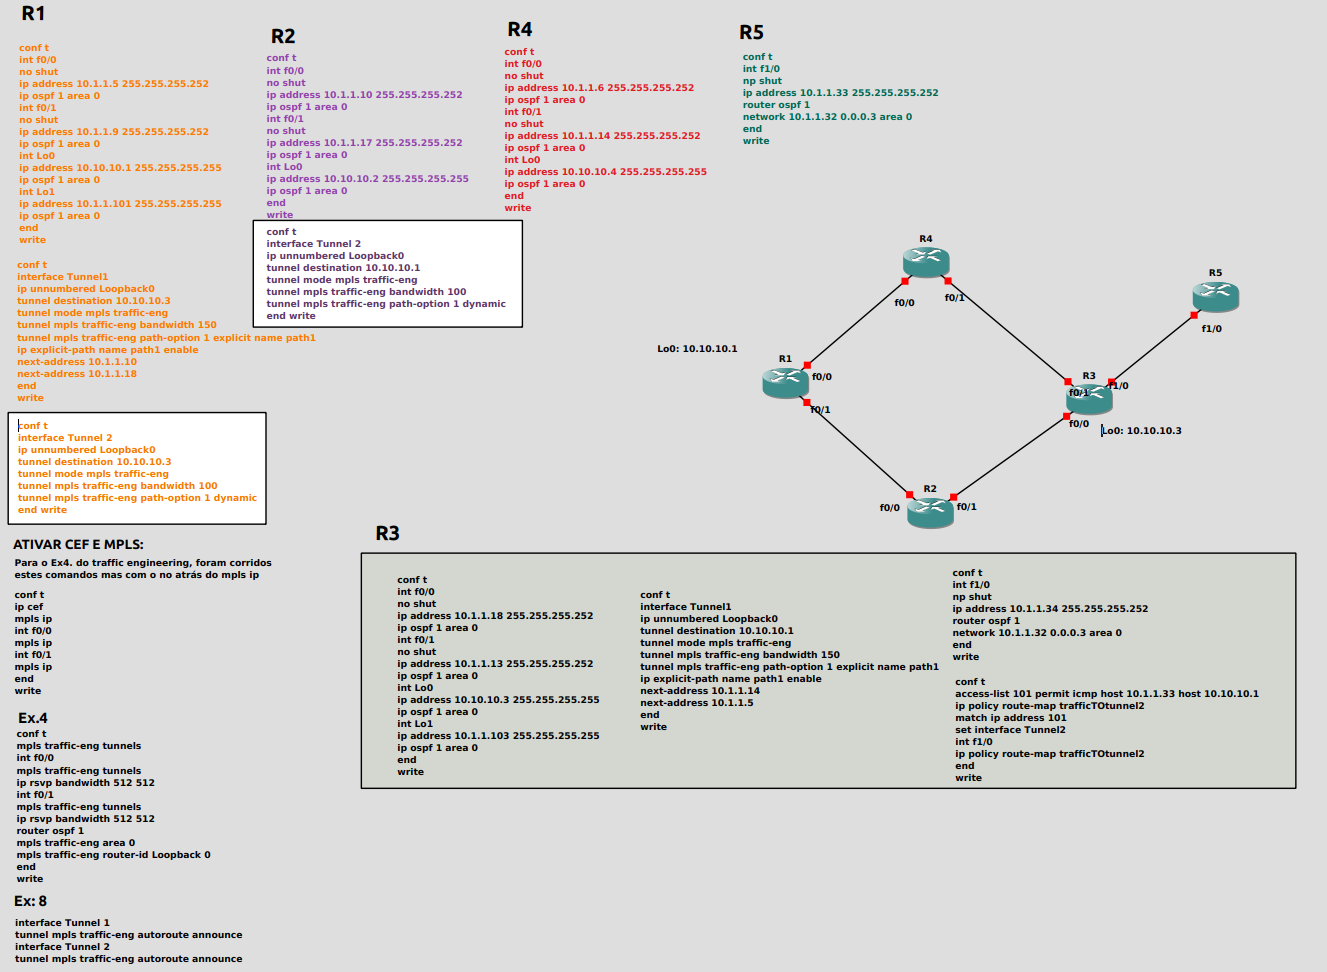 R1
conf t
int f0/0
no shut
ip address 10.1.1.5 255.255.255.252
ip ospf 1 area 0
int f0/1
no shut
ip address 10.1.1.9 255.255.255.252
ip ospf 1 area 0
int Lo0
ip address 10.10.10.1 255.255.255.255
ip ospf 1 area 0
int Lo1
ip address 10.1.1.101 255.255.255.255
ip ospf 1 area 0
end
write
conf t
interface Tunnel1
ip unnumbered Loopback0
tunnel destination 10.10.10.3
tunnel mode mpls traffic-eng
tunnel mpls traffic-eng bandwidth 150
tunnel mpls traffic-eng path-option 1 explicit name path1
ip explicit-path name path1 enable
next-address 10.1.1.10
next-address 10.1.1.18
end
write
conf t
interface Tunnel 2
ip unnumbered Loopback0
tunnel destination 10.10.10.3
tunnel mode mpls traffic-eng
tunnel mpls traffic-eng bandwidth 100
tunnel mpls traffic-eng path-option 1 dynamic
end write
ATIVAR CEF E MPLS:
Para o Ex4. do traffic engineering, foram corridos
estes comandos mas com o no atrás do mpls ip
conf t
ip cef
mpls ip
int f0/0
mpls ip
int f0/1
mpls ip
end
write
Ex.4
conf t
mpls traffic-eng tunnels
int f0/0
mpls traffic-eng tunnels
ip rsvp bandwidth 512 512
int f0/1
mpls traffic-eng tunnels
ip rsvp bandwidth 512 512
router ospf 1
mpls traffic-eng area 0
mpls traffic-eng router-id Loopback 0
end
write
Ex: 8
interface Tunnel 1
tunnel mpls traffic-eng autoroute announce
interface Tunnel 2
tunnel mpls traffic-eng autoroute announce
R2
conf t
int f0/0
no shut
ip address 10.1.1.10 255.255.255.252
ip ospf 1 area 0
int f0/1
no shut
ip address 10.1.1.17 255.255.255.252
ip ospf 1 area 0
int Lo0
ip address 10.10.10.2 255.255.255.255
ip ospf 1 area 0
end
write
conf t
interface Tunnel 2
ip unnumbered Loopback0
tunnel destination 10.10.10.1
tunnel mode mpls traffic-eng
tunnel mpls traffic-eng bandwidth 100
tunnel mpls traffic-eng path-option 1 dynamic
end write
R4
conf t
int f0/0
no shut
ip address 10.1.1.6 255.255.255.252
ip ospf 1 area 0
int f0/1
no shut
ip address 10.1.1.14 255.255.255.252
ip ospf 1 area 0
int Lo0
ip address 10.10.10.4 255.255.255.255
ip ospf 1 area 0
end
write
R5
conf t
int f1/0
np shut
ip address 10.1.1.33 255.255.255.252
router ospf 1
network 10.1.1.32 0.0.0.3 area 0
end
write
R4
f0/0
f0/1
R5
f1/0
Lo0: 10.10.10.1
R1
f0/0
f0/1
R3
f0/1
f1/0
f0/0
Lo0: 10.10.10.3
R2
f0/0
f0/1
R3
conf t
int f0/0
no shut
ip address 10.1.1.18 255.255.255.252
ip ospf 1 area 0
int f0/1
no shut
ip address 10.1.1.13 255.255.255.252
ip ospf 1 area 0
int Lo0
ip address 10.10.10.3 255.255.255.255
ip ospf 1 area 0
int Lo1
ip address 10.1.1.103 255.255.255.255
ip ospf 1 area 0
end
write
conf t
interface Tunnel1
ip unnumbered Loopback0
tunnel destination 10.10.10.1
tunnel mode mpls traffic-eng
tunnel mpls traffic-eng bandwidth 150
tunnel mpls traffic-eng path-option 1 explicit name path1
ip explicit-path name path1 enable
next-address 10.1.1.14
next-address 10.1.1.5
end
write
conf t
int f1/0
np shut
ip address 10.1.1.34 255.255.255.252
router ospf 1
network 10.1.1.32 0.0.0.3 area 0
end
write
conf t
access-list 101 permit icmp host 10.1.1.33 host 10.10.10.1
ip policy route-map trafficTOtunnel2
match ip address 101
set interface Tunnel2
int f1/0
ip policy route-map trafficTOtunnel2
end
write